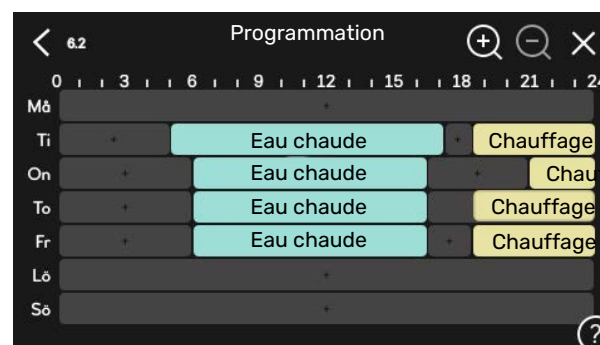 6.2 Programmation
0 3 6 9 12 15 18 21 24
Må
Ti Eau chaude Chauffage
On Eau chaude Chau
To Eau chaude Chauffage
Fr Eau chaude Chauffage
Lö
Sö
?